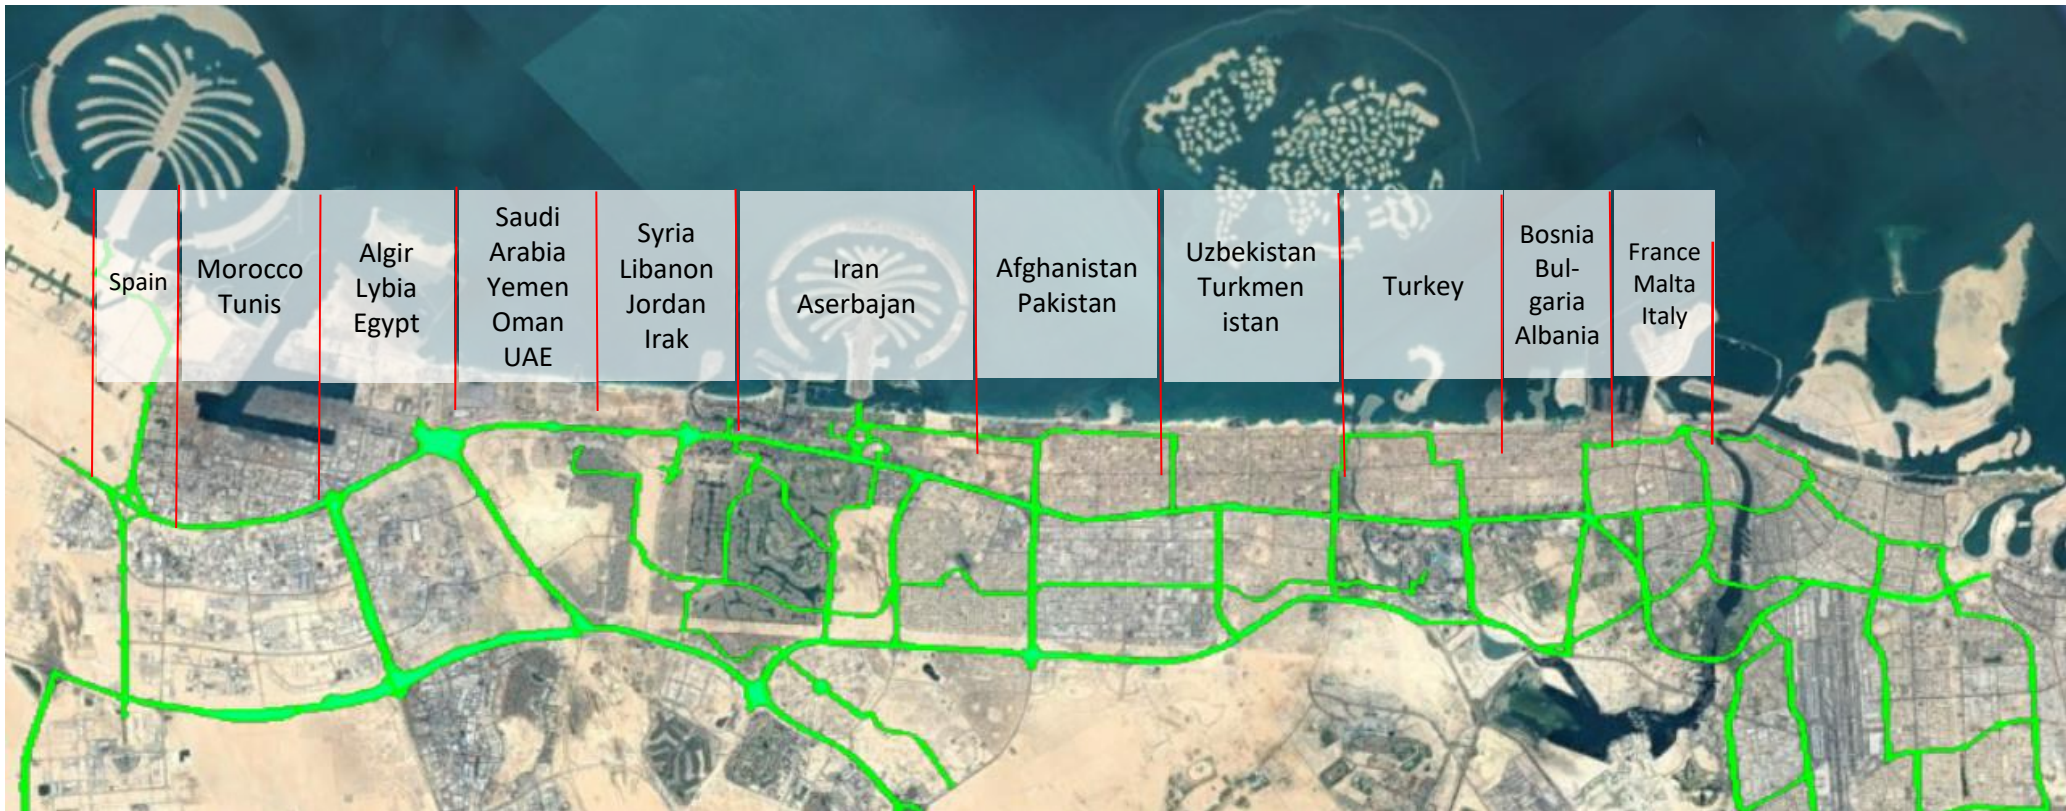 Spain
Morocco
Tunis
Algir
Lybia
Egypt
Saudi
Arabia
Yemen
Oman
UAE
Syria
Libanon
Jordan
Irak
Iran
Aserbajan
Afghanistan
Pakistan
Uzbekistan
Turkmen
istan
Turkey
Bosnia
Bul-
garia
Albania
France
Malta
Italy